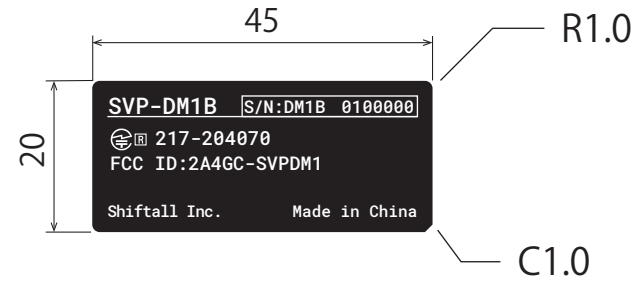 45
R1.0
20
SVP-DM1B S/N:DM1B 0100000
R 217-204070
FCC ID:2A4GC-SVPDM1
Shiftall Inc. Made in China
C1.0